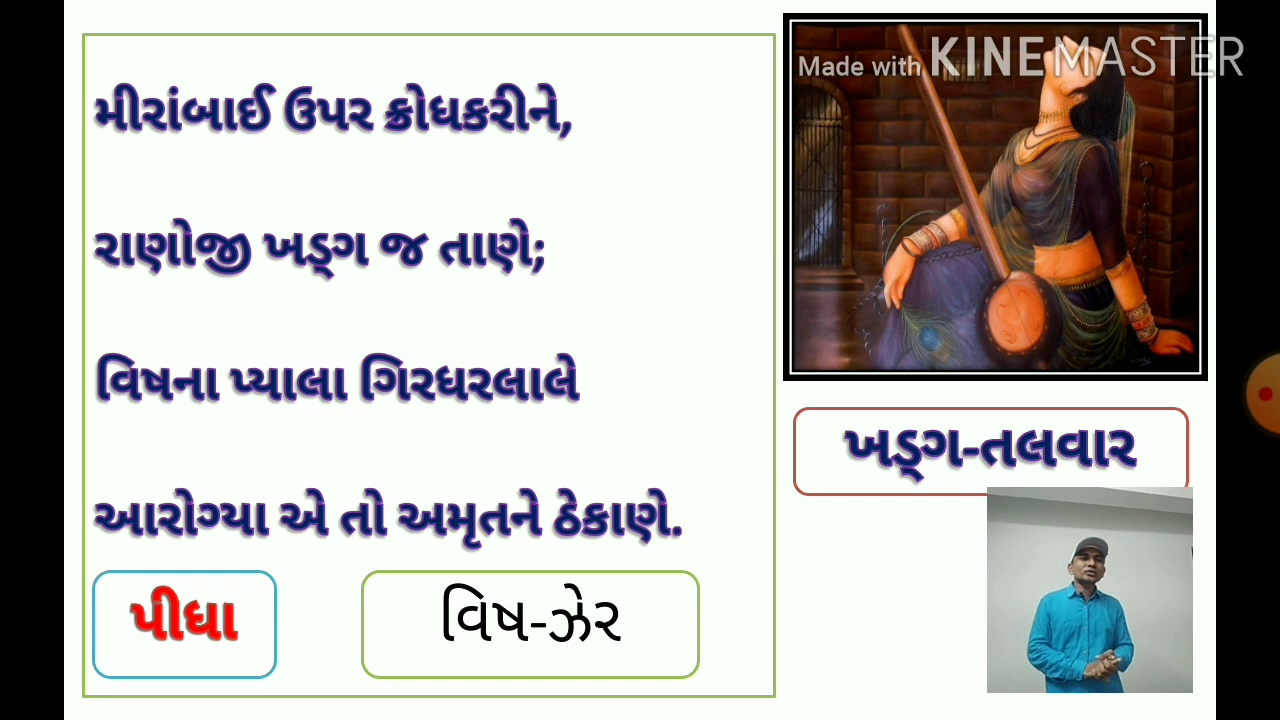 મીરાંબાઈ ઉપર ક્રોધકરીને,
રાણોજી ખડ્ગ જ તાણે;
વિષના પ્યાલા ગિરધરલાલે
આરોગ્યા એ તો અમૃતને ઠેકાણે.
પીધા
વિષ-ઝેર
Made with KINEMASTER
ખડ્ગ-તલવાર